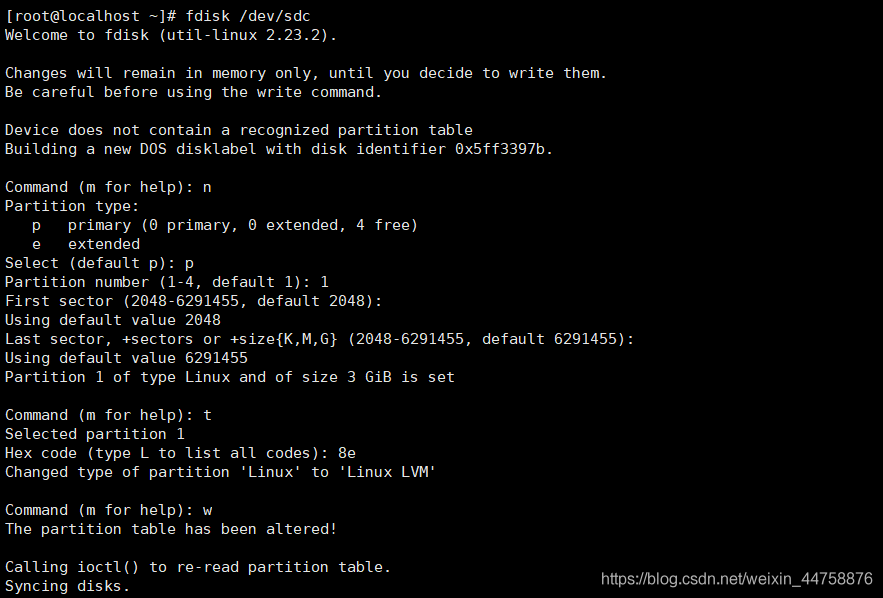 [root@localhost ~]# fdisk /dev/sdc
Welcome to fdisk (util-linux 2.23.2).

Changes will remain in memory only, until you decide to write them.
Be careful before using the write command.

Device does not contain a recognized partition table
Building a new DOS disklabel with disk identifier 0x5ff3397b.

Command (m for help): n
Partition type:
   p   primary (0 primary, 0 extended, 4 free)
   e   extended
Select (default p): p
Partition number (1-4, default 1): 1
First sector (2048-6291455, default 2048):
Using default value 2048
Last sector, +sectors or +size{K,M,G} (2048-6291455, default 6291455):
Using default value 6291455
Partition 1 of type Linux and of size 3 GiB is set

Command (m for help): t
Selected partition 1
Hex code (type L to list all codes): 8e
Changed type of partition 'Linux' to 'Linux LVM'

Command (m for help): w
The partition table has been altered!

Calling ioctl() to re-read partition table.
Syncing disks.
https://blog.csdn.net/weixin_44758876